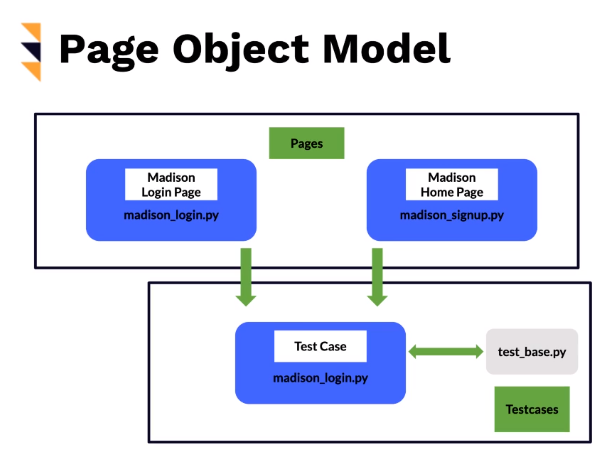 Page Object Model
Pages
Madison
Login Page
madison_login.py
Madison
Home Page
madison_signup.py
Test Case
madison_login.py
test_base.py
Testcases